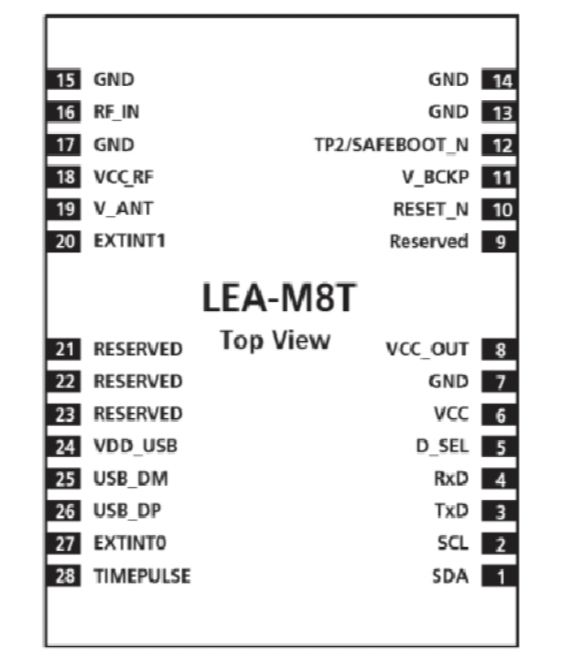 15 GND GND 14
16 RF_IN GND 13
17 GND TP2/SAFEBOOT_N 12
18 VCC_RF V_BCKP 11
19 V_ANT RESET_N 10
20 EXTINT1 Reserved 9
LEA-M8T
Top View
21 RESERVED VCC_OUT 8
22 RESERVED GND 7
23 RESERVED VCC 6
24 VDD_USB D_SEL 5
25 USB_DM RxD 4
26 USB_DP TxD 3
27 EXTINT0 SCL 2
28 TIMEPULSE SDA 1